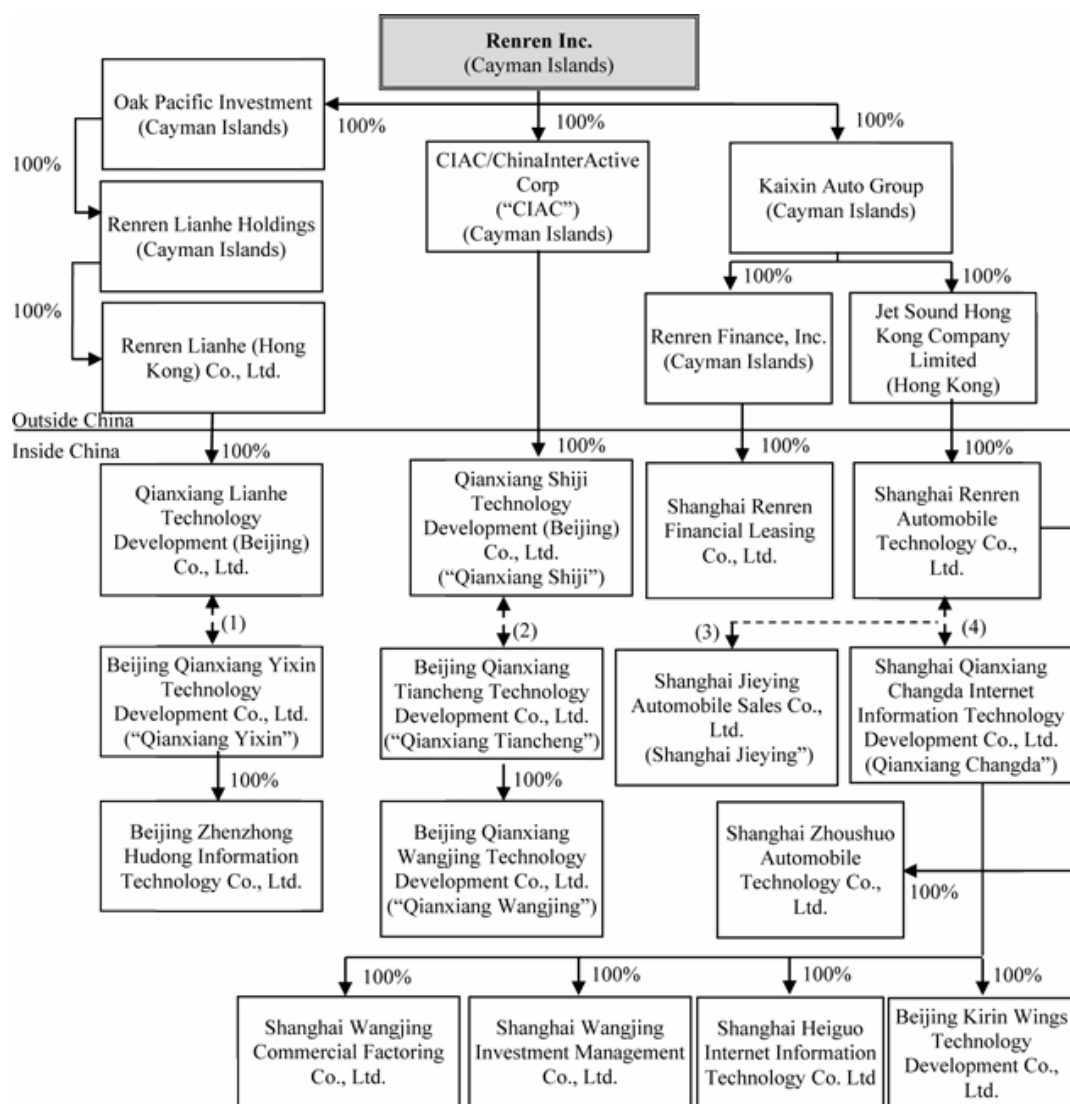 Renren Inc.
(Cayman Islands)
Oak Pacific Investment
(Cayman Islands)
100%
100%
100%
100%
CIAC/ChinaInterActive
Corp
(“CIAC”)
(Cayman Islands)
Kaixin Auto Group
(Cayman Islands)
Renren Lianhe Holdings
(Cayman Islands)
100%
100%
100%
Renren Lianhe (Hong
Kong) Co., Ltd.
Renren Finance, Inc.
(Cayman Islands)
Jet Sound Hong
Kong Company
Limited
(Hong Kong)
Outside China
Inside China
100%
100%
100%
100%
Qianxiang Lianhe
Technology
Development (Beijing)
Co., Ltd.
Qianxiang Shiji
Technology
Development (Beijing)
Co., Ltd.
(“Qianxiang Shiji”)
Shanghai Renren
Financial Leasing
Co., Ltd.
Shanghai Renren
Automobile
Technology Co.,
Ltd.
(1)
(2)
(3)
(4)
Beijing Qianxiang Yixin
Technology
Development Co., Ltd.
(“Qianxiang Yixin”)
Beijing Qianxiang
Tiancheng Technology
Development Co., Ltd.
(“Qianxiang Tiancheng”)
Shanghai Jieying
Automobile Sales Co.,
Ltd.
(Shanghai Jieying”)
Shanghai Qianxiang
Changda Internet
Information Technology
Development Co., Ltd.
(Qianxiang Changda”)
100%
100%
Beijing Zhenzhong
Hudong Information
Technology Co., Ltd.
Beijing Qianxiang
Wangjing Technology
Development Co., Ltd.
(“Qianxiang Wangjing”)
Shanghai Zhoushuo
Automobile
Technology Co.,
Ltd.
100%
100%
100%
100%
100%
Shanghai Wangjing
Commercial Factoring
Co., Ltd.
Shanghai Wangjing
Investment Management
Co., Ltd.
Shanghai Heiguo
Internet Information
Technology Co. Ltd
Beijing Kirin Wings
Technology
Development Co.,
Ltd.